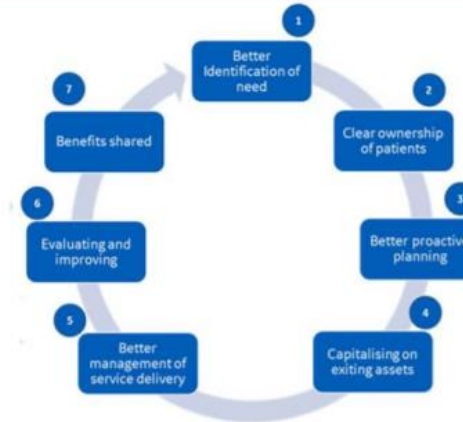 1
Better
Identification of
need
2
Clear ownership
of patients
3
Better proactive
planning
4
Capitalising on
exiting assets
5
Better
management of
service delivery
6
Evaluating and
improving
7
Benefits shared